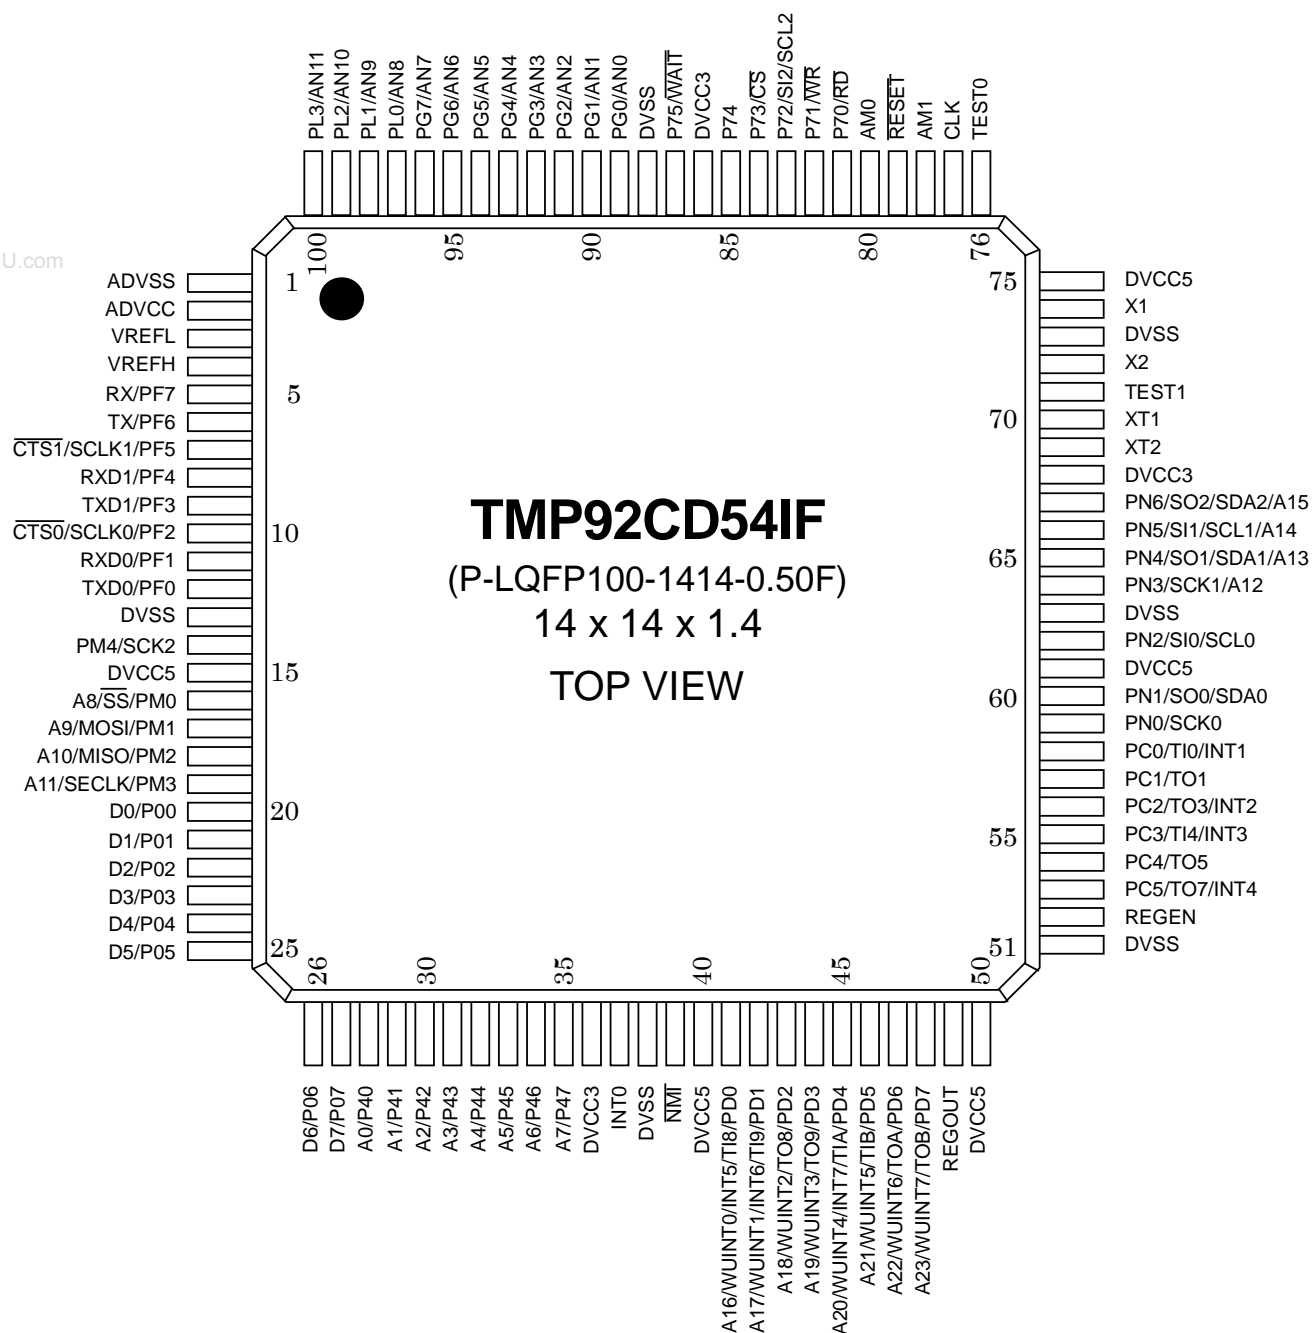 PL3/AN11
PL2/AN10
PL1/AN9
PL0/AN8
PG7/AN7
PG6/AN6
PG5/AN5
PG4/AN4
PG3/AN3
PG2/AN2
PG1/AN1
PG0/AN0
DVSS
P75/WAIT
DVCC3
P74
P73/CS
P72/SI2/SCL2
P71/WR
P70/RD
AM0
RESET
AM1
CLK
TEST0
100
95
90
85
80
76
U.com
ADVSS
1
ADVCC
VREFL
VREFH
RX/PF7
5
TX/PF6
CTS1/SCLK1/PF5
RXD1/PF4
TXD1/PF3
CTS0/SCLK0/PF2
10
RXD0/PF1
TXD0/PF0
DVSS
PM4/SCK2
DVCC5
15
A8/SS/PM0
A9/MOSI/PM1
A10/MISO/PM2
A11/SECLK/PM3
D0/P00
20
D1/P01
D2/P02
D3/P03
D4/P04
D5/P05
25
TMP92CD54IF
(P-LQFP100-1414-0.50F)
14 x 14 x 1.4
TOP VIEW
75
DVCC5
X1
DVSS
X2
TEST1
70
XT1
XT2
DVCC3
PN6/SO2/SDA2/A15
PN5/SI1/SCL1/A14
65
PN4/SO1/SDA1/A13
PN3/SCK1/A12
DVSS
PN2/SI0/SCL0
DVCC5
60
PN1/SO0/SDA0
PN0/SCK0
PC0/TI0/INT1
PC1/TO1
PC2/TO3/INT2
55
PC3/TI4/INT3
PC4/TO5
PC5/TO7/INT4
REGEN
51
DVSS
26
30
35
40
45
50
D6/P06
D7/P07
A0/P40
A1/P41
A2/P42
A3/P43
A4/P44
A5/P45
A6/P46
A7/P47
DVCC3
INT0
DVSS
NMI
DVCC5
A16/WUINT0/INT5/TI8/PD0
A17/WUINT1/INT6/TI9/PD1
A18/WUINT2/TO8/PD2
A19/WUINT3/TO9/PD3
A20/WUINT4/INT7/TIA/PD4
A21/WUINT5/TIB/PD5
A22/WUINT6/TOA/PD6
A23/WUINT7/TOB/PD7
REGOUT
DVCC5